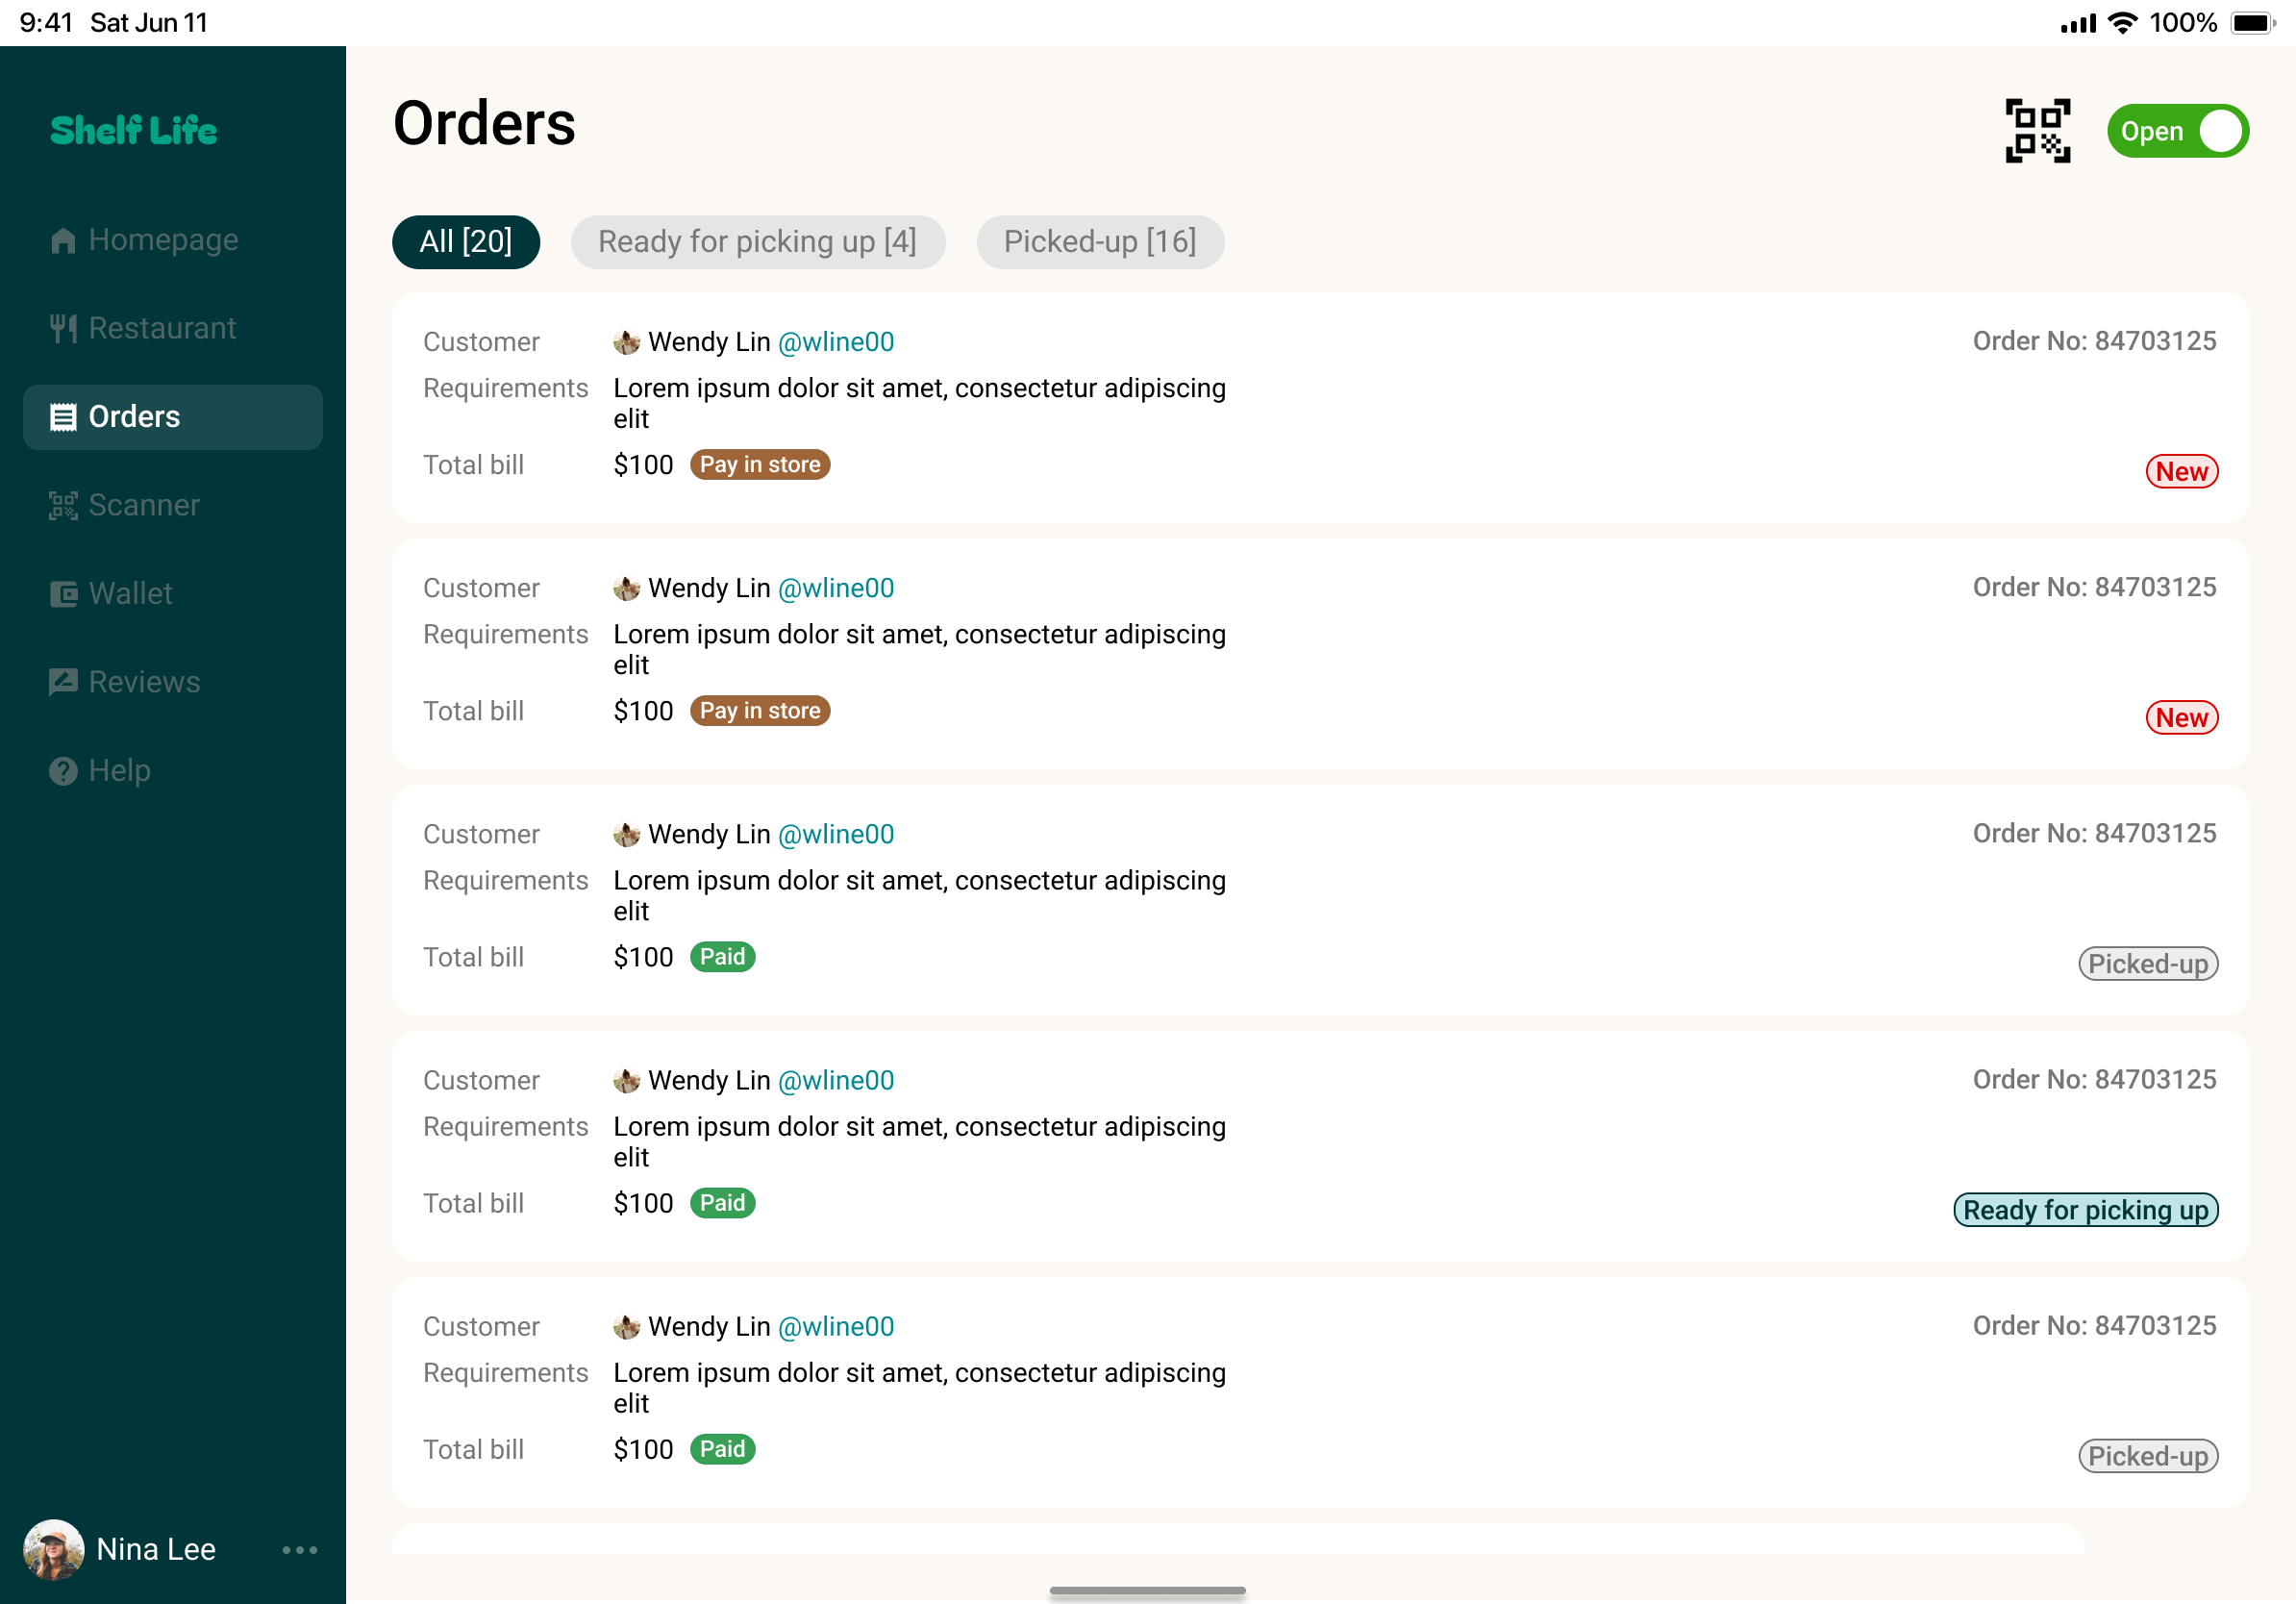 9:41 Sat Jun 11
100%
Shelf Life
Homepage
Restaurant
Orders
Scanner
Wallet
Reviews
Help
Nina Lee
Orders
Open
All [20]
Ready for picking up [4]
Picked-up [16]
Customer Wendy Lin @wline00 Order No: 84703125
Requirements Lorem ipsum dolor sit amet, consectetur adipiscing
elit
Total bill $100 Pay in store New
Customer Wendy Lin @wline00 Order No: 84703125
Requirements Lorem ipsum dolor sit amet, consectetur adipiscing
elit
Total bill $100 Pay in store New
Customer Wendy Lin @wline00 Order No: 84703125
Requirements Lorem ipsum dolor sit amet, consectetur adipiscing
elit
Total bill $100 Paid Picked-up
Customer Wendy Lin @wline00 Order No: 84703125
Requirements Lorem ipsum dolor sit amet, consectetur adipiscing
elit
Total bill $100 Paid Ready for picking up
Customer Wendy Lin @wline00 Order No: 84703125
Requirements Lorem ipsum dolor sit amet, consectetur adipiscing
elit
Total bill $100 Paid Picked-up